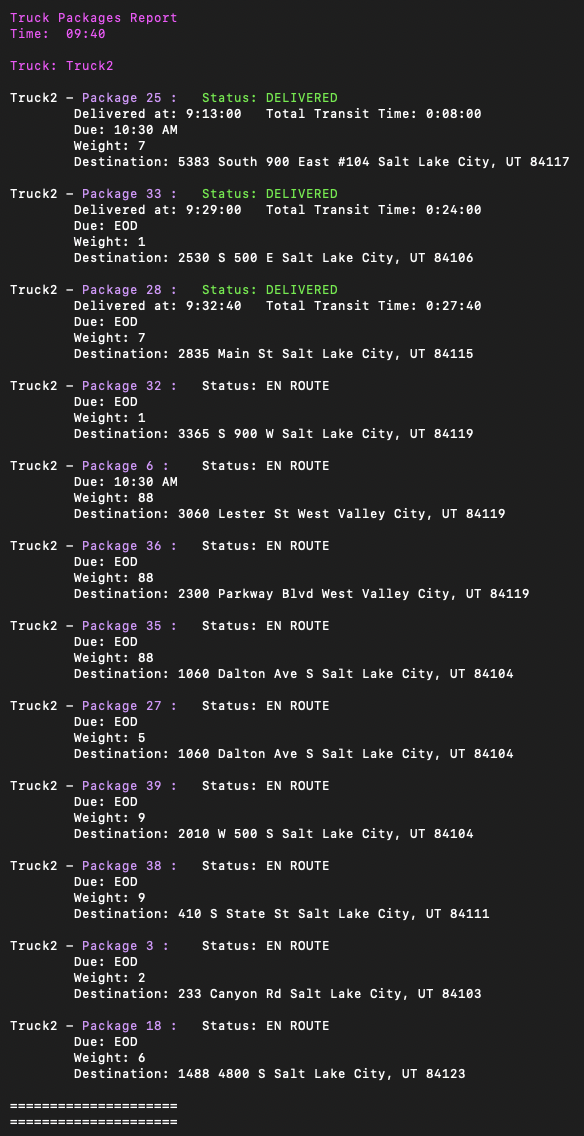 Truck Packages Report
Time:  09:40
Truck: Truck2
Truck2 – Package 25 :   Status: DELIVERED
Delivered at: 9:13:00   Total Transit Time: 0:08:00
Due: 10:30 AM
Weight: 7
Destination: 5383 South 900 East #104 Salt Lake City, UT 84117
Truck2 – Package 33 :   Status: DELIVERED
Delivered at: 9:29:00   Total Transit Time: 0:24:00
Due: EOD
Weight: 1
Destination: 2530 S 500 E Salt Lake City, UT 84106
Truck2 – Package 28 :   Status: DELIVERED
Delivered at: 9:32:40   Total Transit Time: 0:27:40
Due: EOD
Weight: 7
Destination: 2835 Main St Salt Lake City, UT 84115
Truck2 – Package 32 :   Status: EN ROUTE
Due: EOD
Weight: 1
Destination: 3365 S 900 W Salt Lake City, UT 84119
Truck2 – Package 6 :    Status: EN ROUTE
Due: 10:30 AM
Weight: 88
Destination: 3060 Lester St West Valley City, UT 84119
Truck2 – Package 36 :   Status: EN ROUTE
Due: EOD
Weight: 88
Destination: 2300 Parkway Blvd West Valley City, UT 84119
Truck2 – Package 35 :   Status: EN ROUTE
Due: EOD
Weight: 88
Destination: 1060 Dalton Ave S Salt Lake City, UT 84104
Truck2 – Package 27 :   Status: EN ROUTE
Due: EOD
Weight: 5
Destination: 1060 Dalton Ave S Salt Lake City, UT 84104
Truck2 – Package 39 :   Status: EN ROUTE
Due: EOD
Weight: 9
Destination: 2010 W 500 S Salt Lake City, UT 84104
Truck2 – Package 38 :   Status: EN ROUTE
Due: EOD
Weight: 9
Destination: 410 S State St Salt Lake City, UT 84111
Truck2 – Package 3 :    Status: EN ROUTE
Due: EOD
Weight: 2
Destination: 233 Canyon Rd Salt Lake City, UT 84103
Truck2 – Package 18 :   Status: EN ROUTE
Due: EOD
Weight: 6
Destination: 1488 4800 S Salt Lake City, UT 84123
=====================
=====================